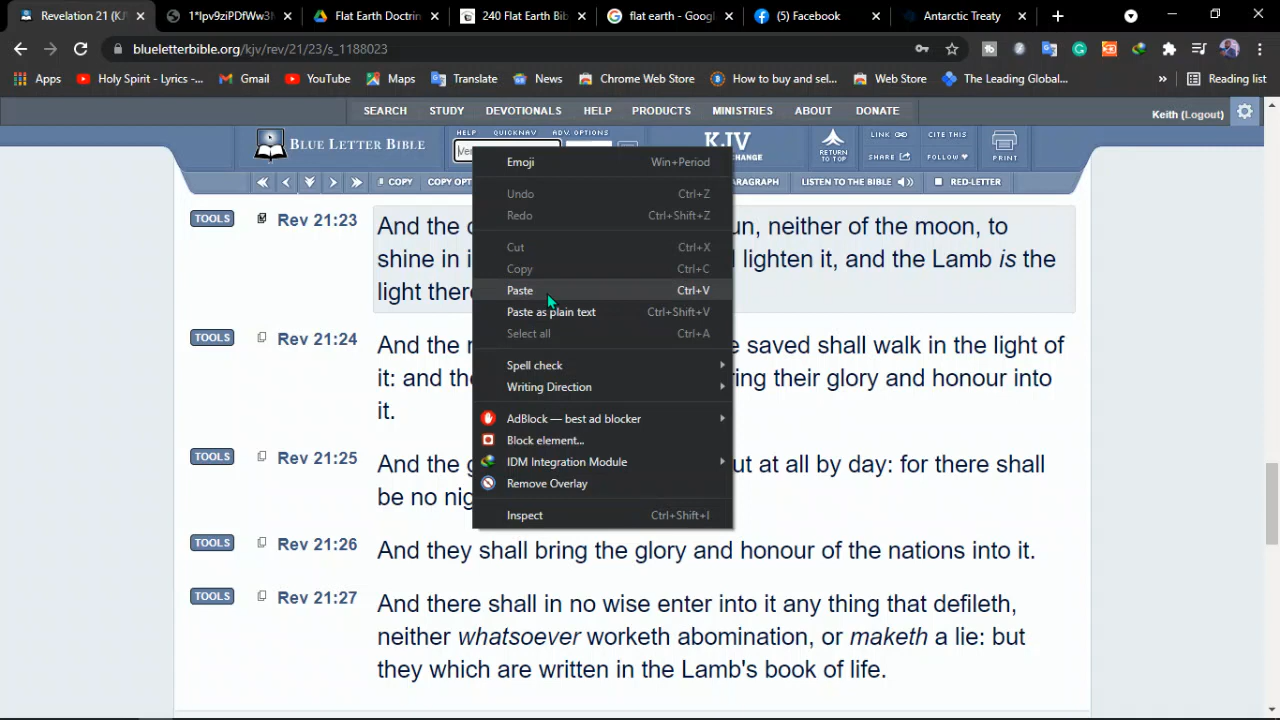 Revelation 21 (KJ
1*lpv9ziPDfWw3
Flat Earth Doctrin
240 Flat Earth Bib
flat earth - Goog
(5) Facebook
Antarctic Treaty
blueletterbible.org/kjv/rev/21/23/s_1188023
Apps
Holy Spirit - Lyrics -...
Gmail
YouTube
Maps
Translate
News
Chrome Web Store
How to buy and sel...
Web Store
The Leading Global...
»
Reading list
SEARCH STUDY DEVOTIONALS HELP PRODUCTS MINISTRIES ABOUT DONATE
Keith (Logout)
BLUE LETTER BIBLE
HELP QUICKNAV ADV. OPTIONS
KJV
CHANGE
RETURN
TO TOP
LINK
CITE THIS
SHARE
FOLLOW
PRINT
COPY
COPY OPT
PARAGRAPH
LISTEN TO THE BIBLE
RED-LETTER
TOOLS Rev 21:23 And the un, neither of the moon, to
shine in i lighten it, and the Lamb is the
light ther
TOOLS Rev 21:24 And the saved shall walk in the light of
it: and the ring their glory and honour into
it.
TOOLS Rev 21:25 And the ut at all by day: for there shall
be no nig
TOOLS Rev 21:26 And they shall bring the glory and honour of the nations into it.
TOOLS Rev 21:27 And there shall in no wise enter into it any thing that defileth,
neither whatsoever worketh abomination, or maketh a lie: but
they which are written in the Lamb's book of life.
Emoji Win+Period
Undo Ctrl+Z
Redo Ctrl+Shift+Z
Cut Ctrl+X
Copy Ctrl+C
Paste Ctrl+V
Paste as plain text Ctrl+Shift+V
Select all Ctrl+A
Spell check
Writing Direction
AdBlock — best ad blocker
Block element...
IDM Integration Module
Remove Overlay
Inspect Ctrl+Shift+I